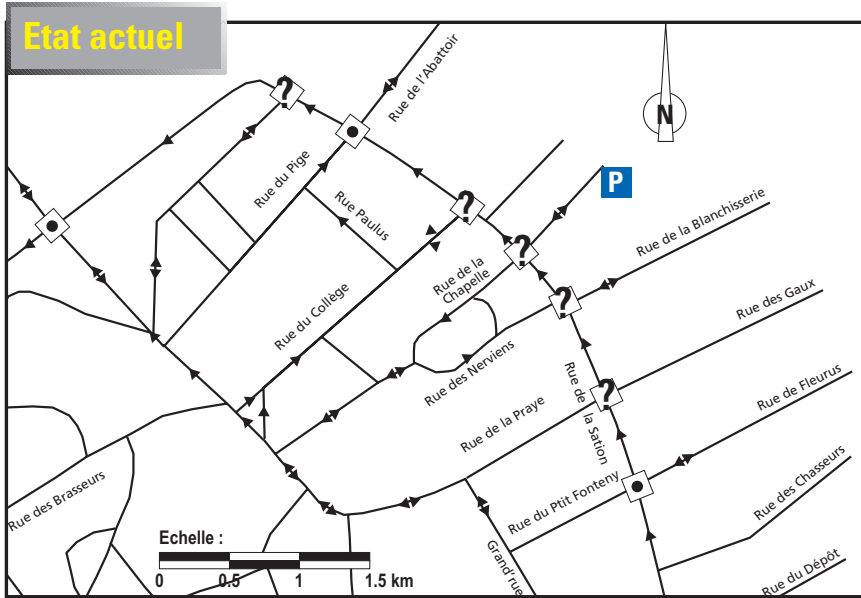 Etat actuel
?
Rue de l'Abattoir
N
Rue du Pige
P
?
Rue Paulus
Rue de la Blanchisserie
?
Rue de la
Chapelle
?
Rue des Gaux
Rue du Collège
Rue des Nerviens
Rue de
la Sation
?
Rue de Fleurus
Rue de la Praye
Rue des Chasseurs
Rue du Ptit Fonteny
Rue des Brasseurs
Grand'rue
Rue du Dépôt
Echelle :
0 0.5 1 1.5 km